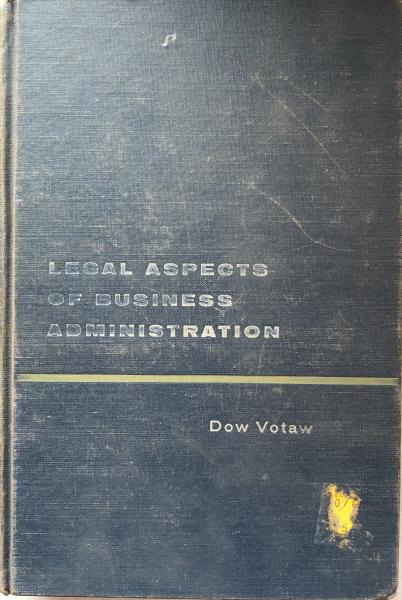 LEGAL ASPECTS
OF BUSINESS
ADMINISTRATION
Dow Votaw